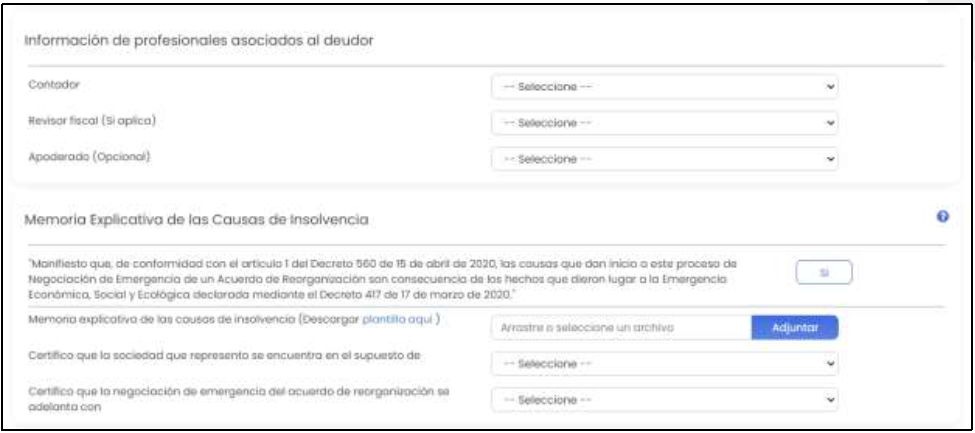 Información de profesionales asociados al deudor
Contador
-- Seleccione --
Revisor fiscal (Si aplica)
-- Seleccione --
Apoderado (Opcional)
-- Seleccione --
Memoria Explicativa de las Causas de Insolvencia
?
"Manifiesto que, de conformidad con el artículo 1 del Decreto 560 de 15 de abril de 2020, las causas que dan inicio a este proceso de
Negociación de Emergencia de un Acuerdo de Reorganización son consecuencia de los hechos que dieron lugar a la Emergencia
Económica, Social y Ecológica declarada mediante el Decreto 417 de 17 de marzo de 2020."
Si
Memoria explicativa de las causas de insolvencia (Descargar plantilla aquí )
Arrastre o seleccione un archivo
Adjuntar
Certifico que la sociedad que represento se encuentra en el supuesto de
-- Seleccione --
Certifico que la negociación de emergencia del acuerdo de reorganización se
adelanta con
-- Seleccione --